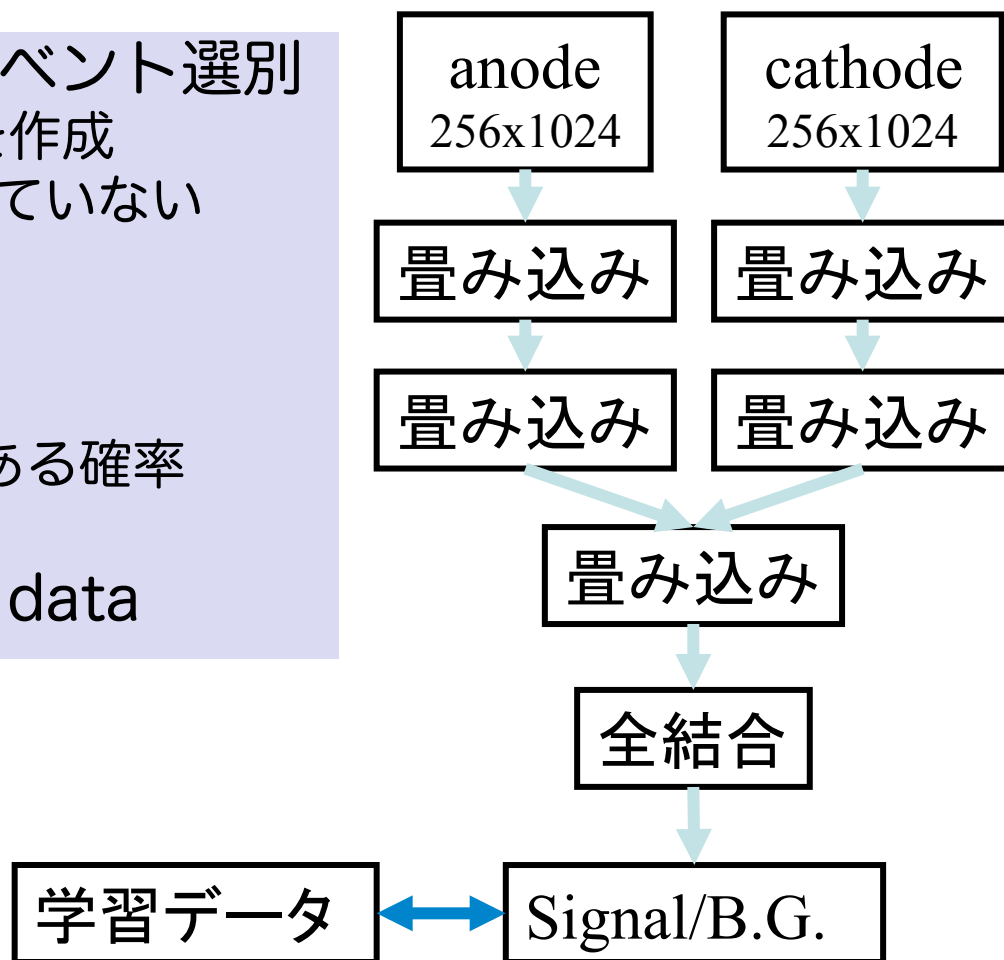 ベント選別
を作成
ていない
ある確率
data
anode
256x1024
cathode
256x1024
畳み込み
畳み込み
畳み込み
畳み込み
畳み込み
全結合
学習データ
Signal/B.G.